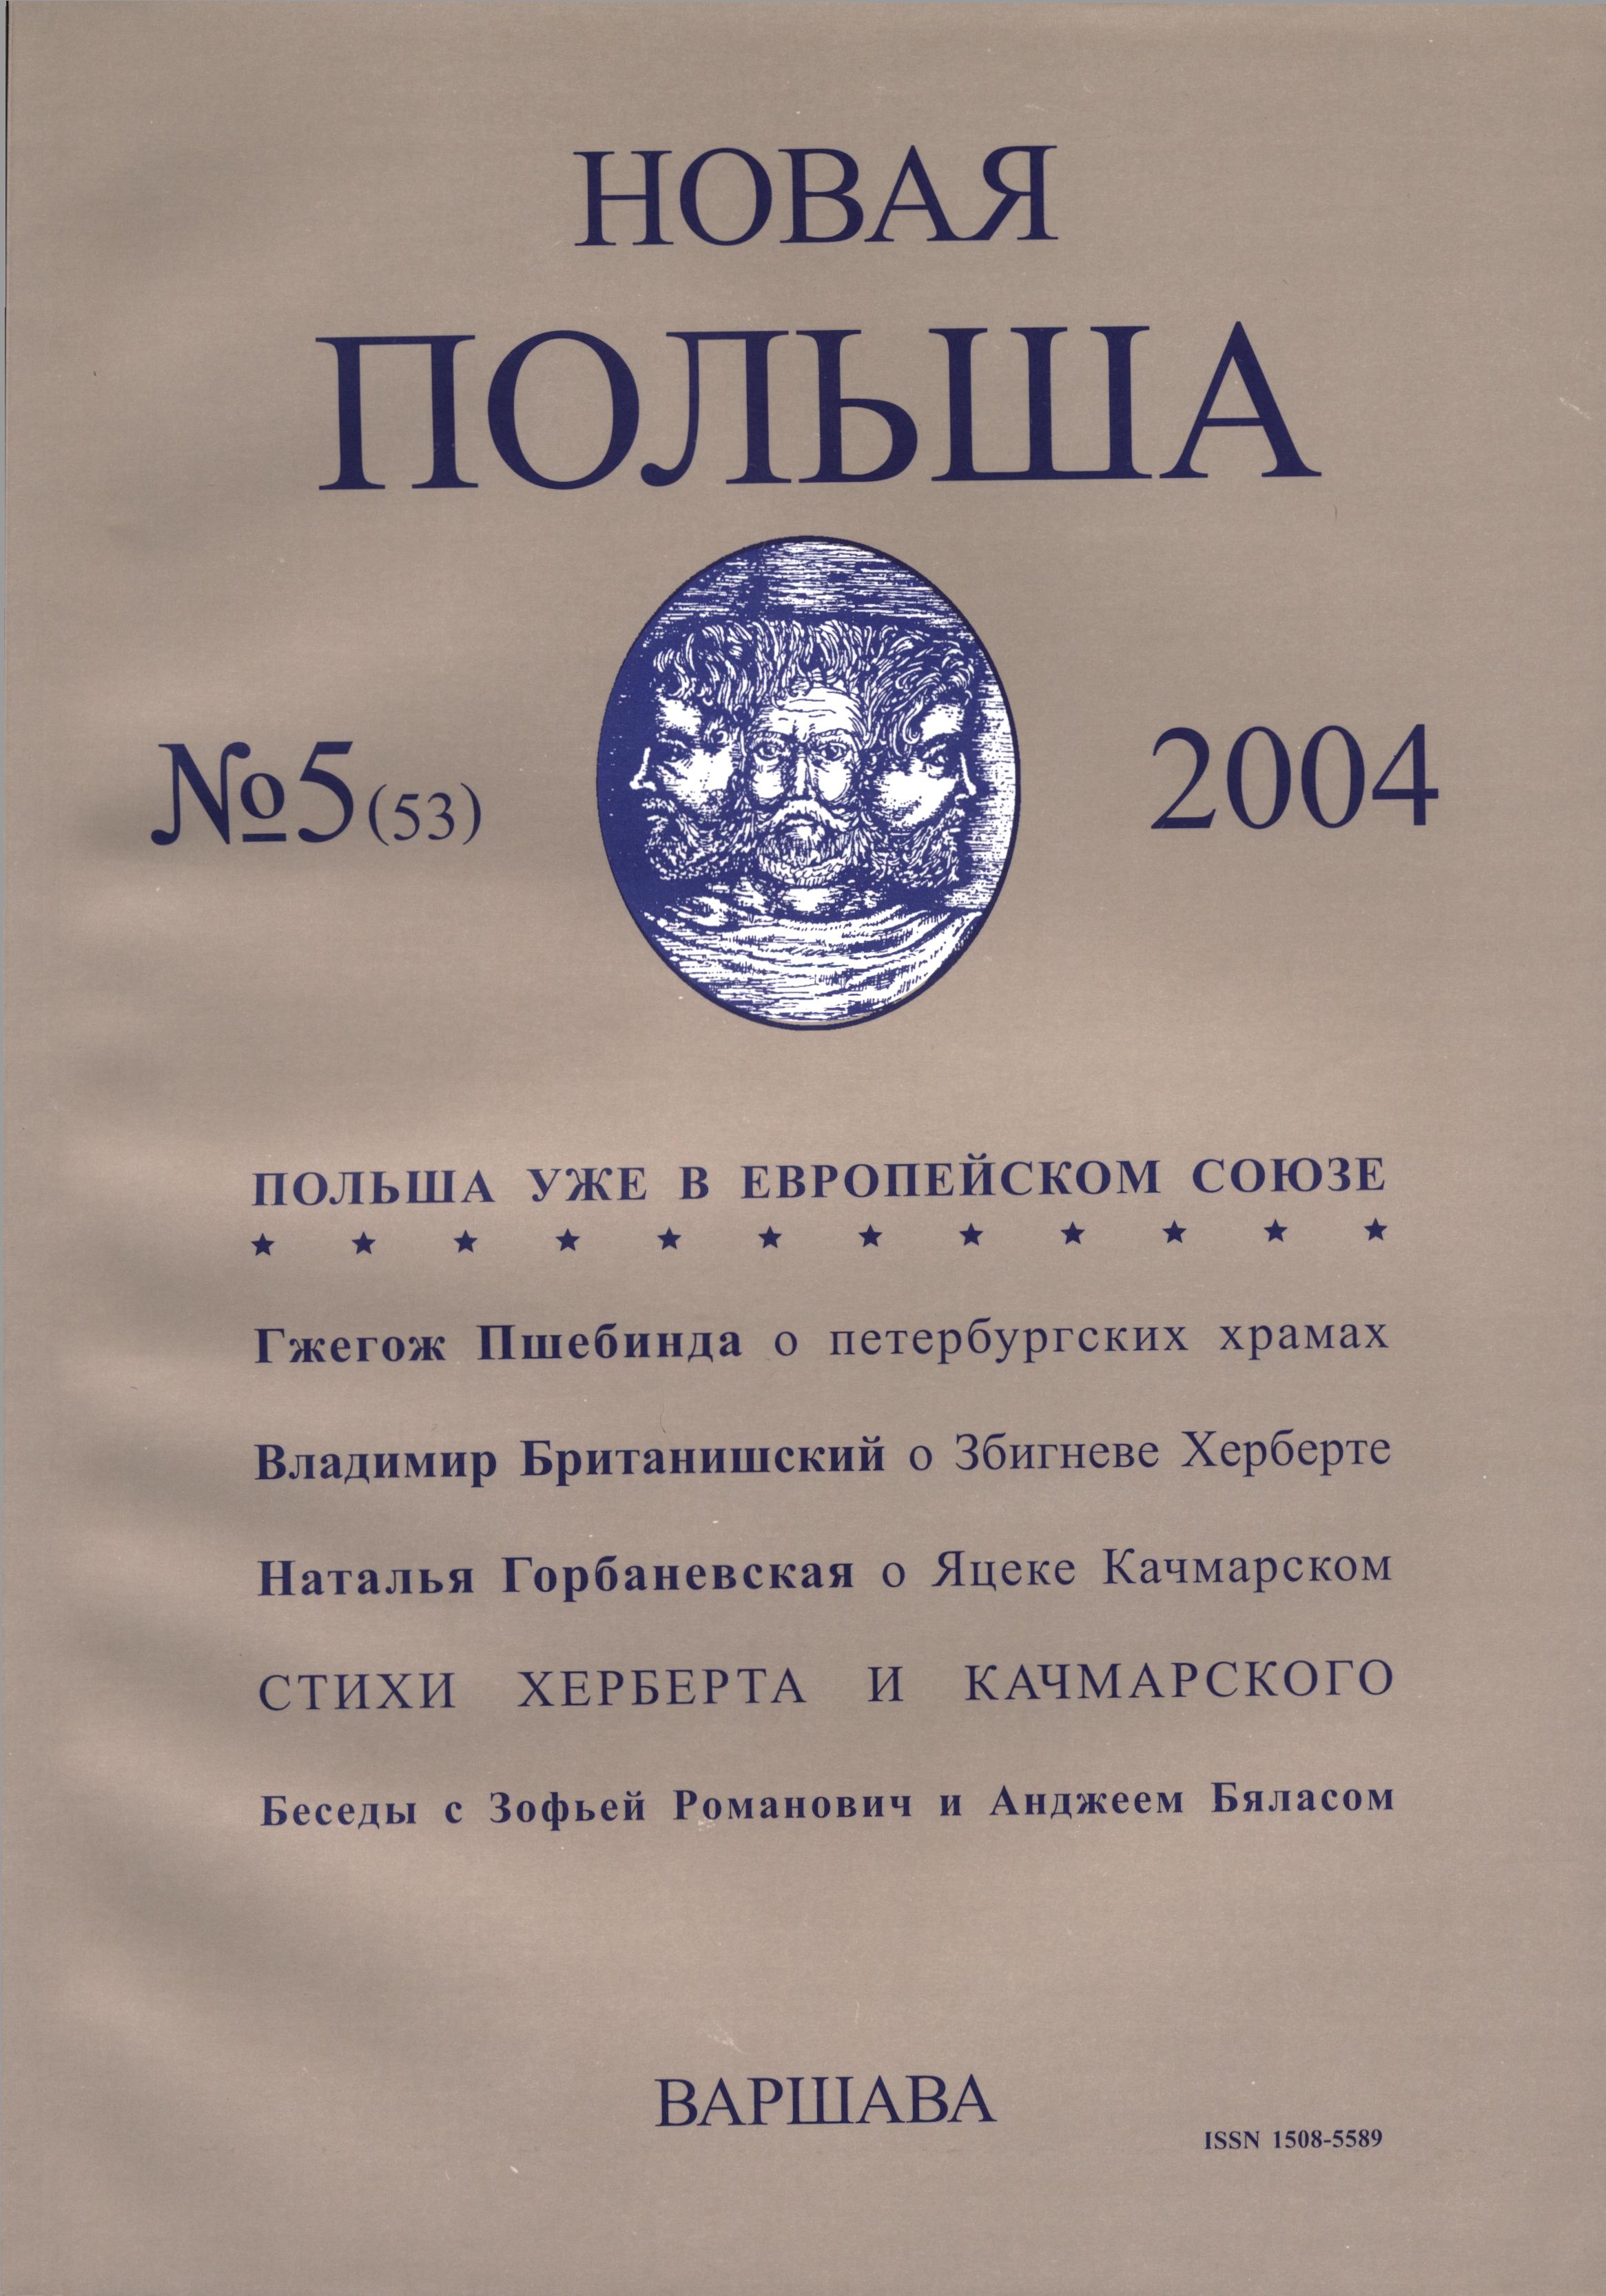 НОВАЯ
ПОЛЬША
№5(53)
2004
ПОЛЬША УЖЕ В ЕВРОПЕЙСКОМ СОЮЗЕ
Гжегож Пшебинда о петербургских храмах
Владимир Британишский о Збигневе Херберте
Наталья Горбаневская о Яцеке Качмарском
СТИХИ ХЕРБЕРТА И КАЧМАРСКОГО
Беседы с Зофьей Романович и Анджеем Бяласом
ВАРШАВА
ISSN 1508-5589